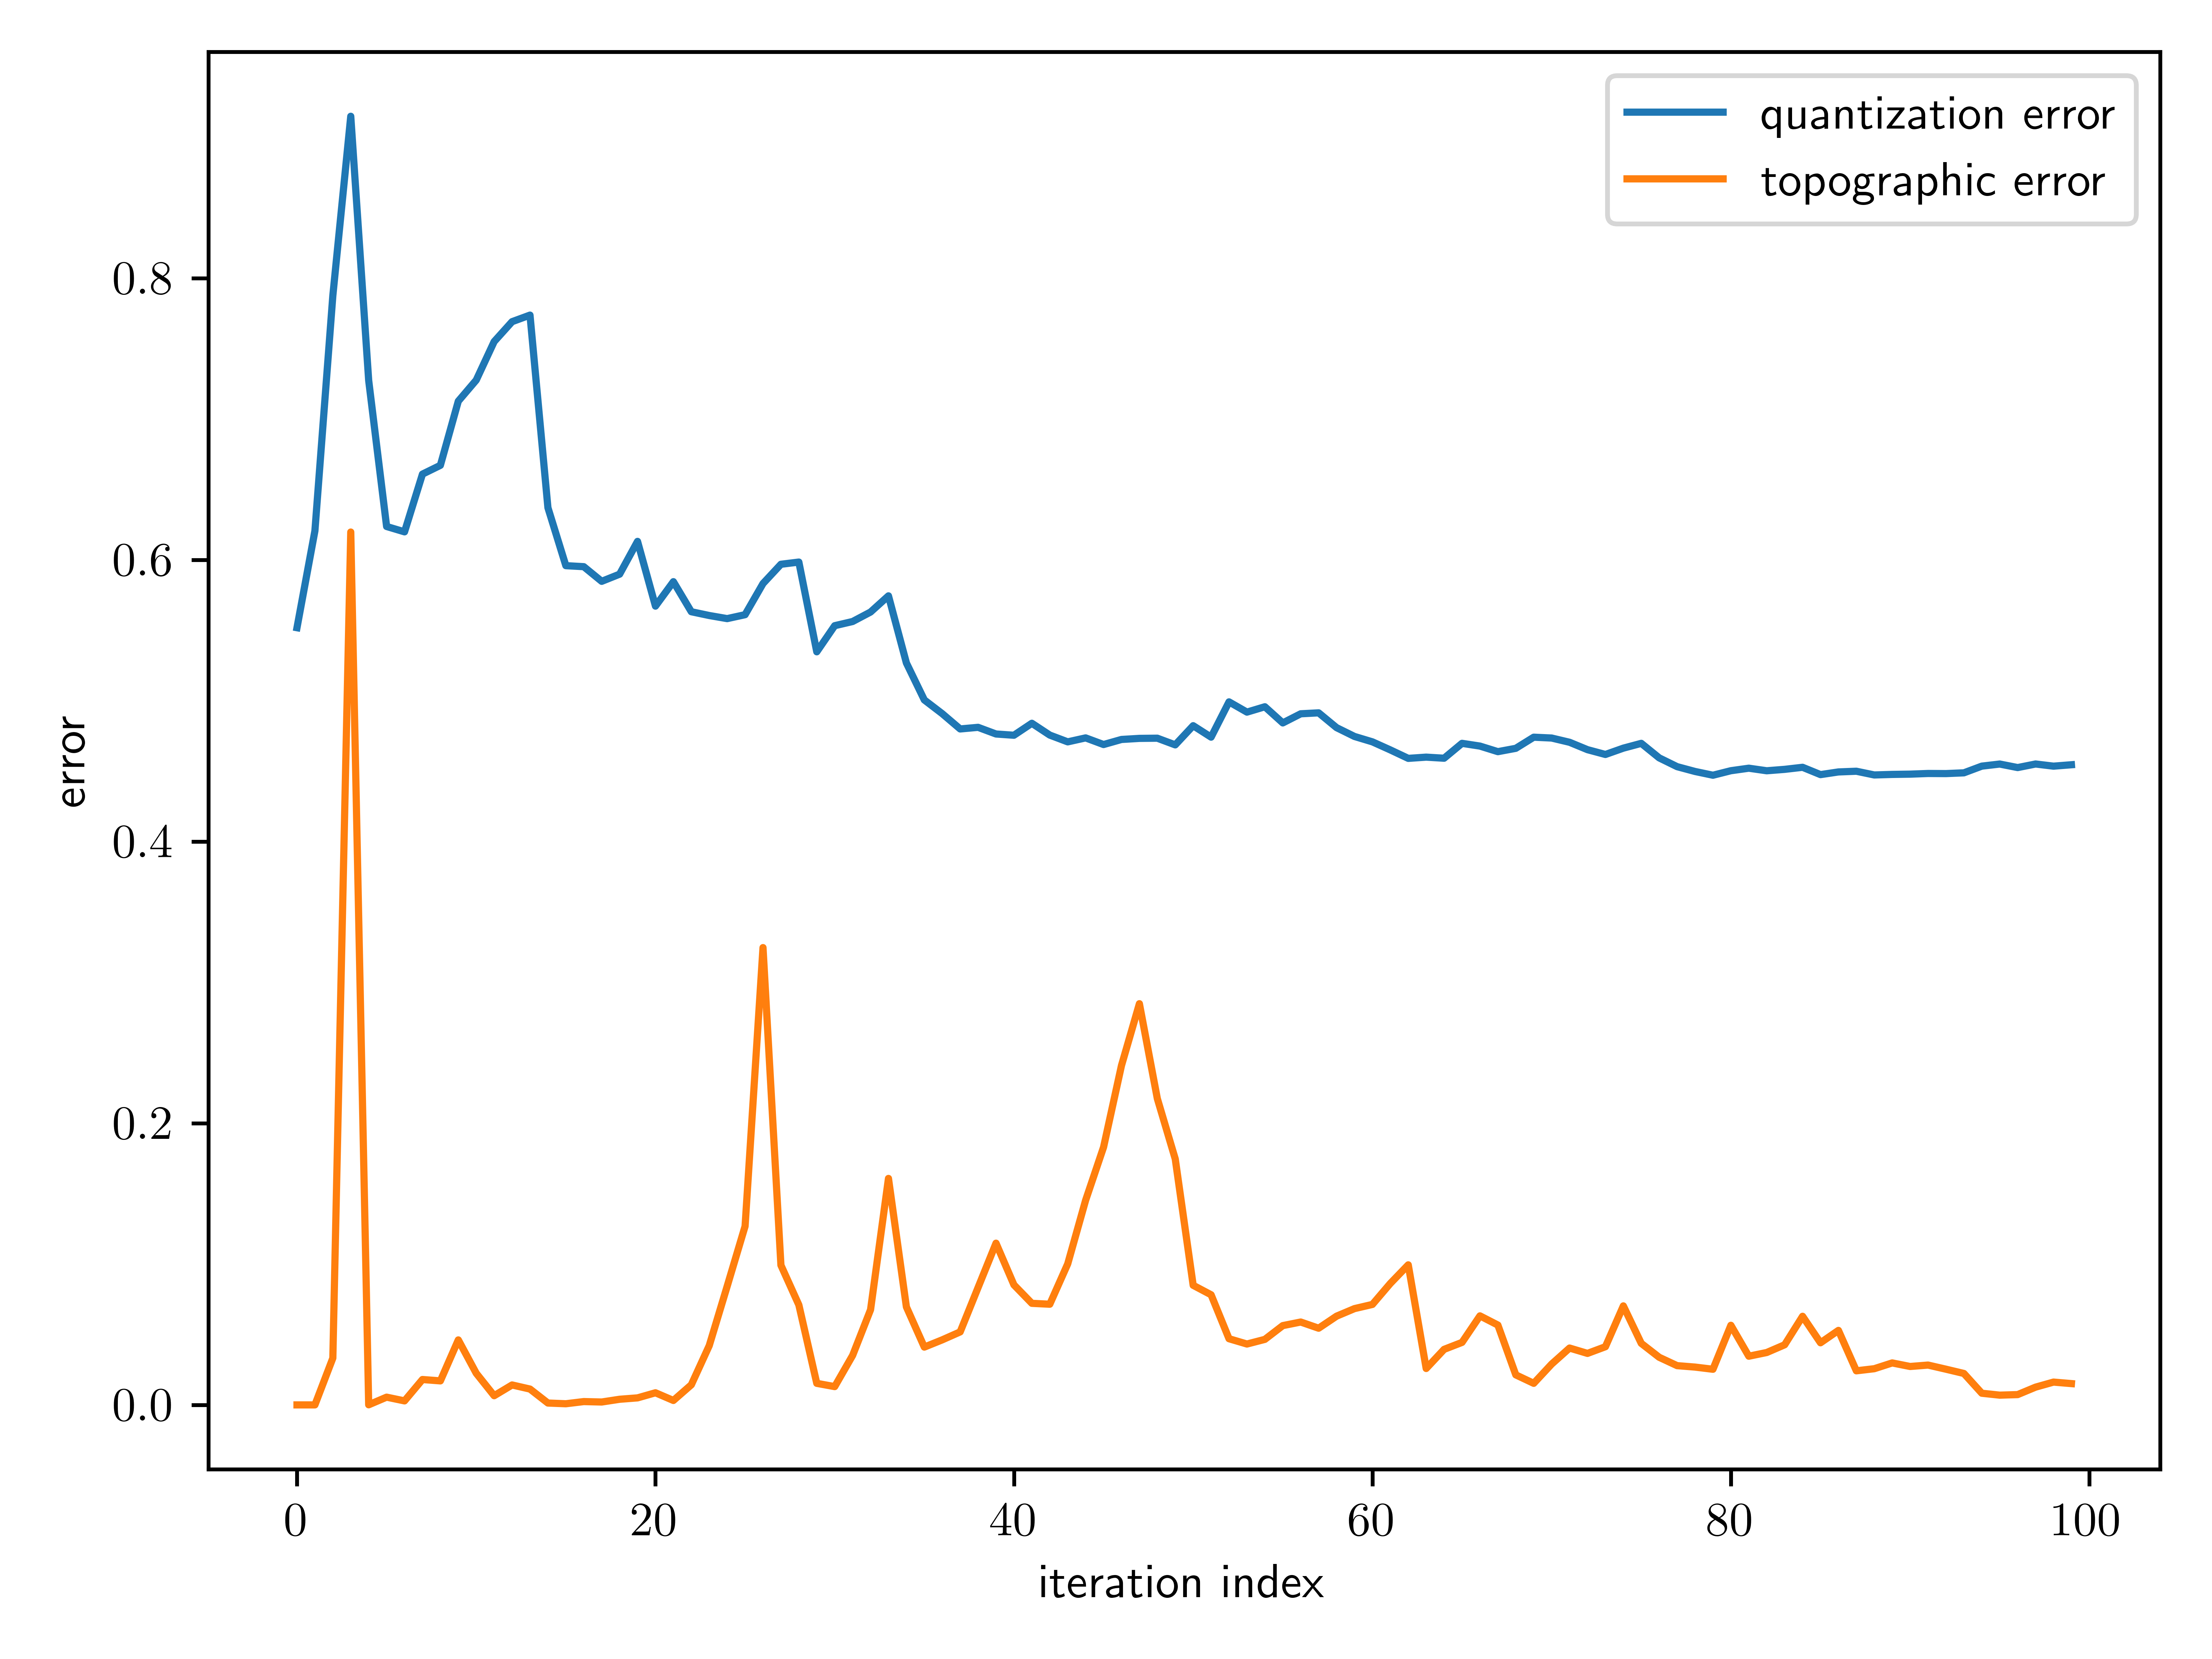 quantization error
topographic error
0.8
0.6
0.4
0.2
0.0
error
0 20 40 60 80 100
iteration index